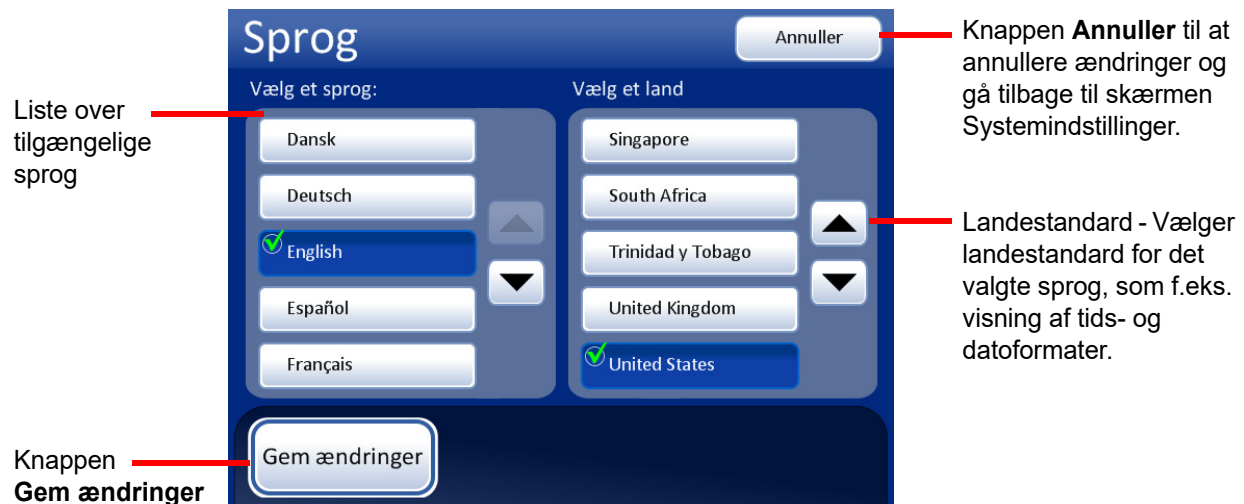 Sprog
Annuller
Vælg et sprog:
Dansk
Deutsch
English
Español
Français
Vælg et land
Singapore
South Africa
Trinidad y Tobago
United Kingdom
United States
Gem ændringer
Liste over
tilgængelige
sprog
Knappen
Gem ændringer
Knappen Annuller til at
annullere ændringer og
gå tilbage til skærmen
Systemindstillinger.
Landestandard - Vælger
landestandard for det
valgte sprog, som f.eks.
visning af tids- og
datoformater.